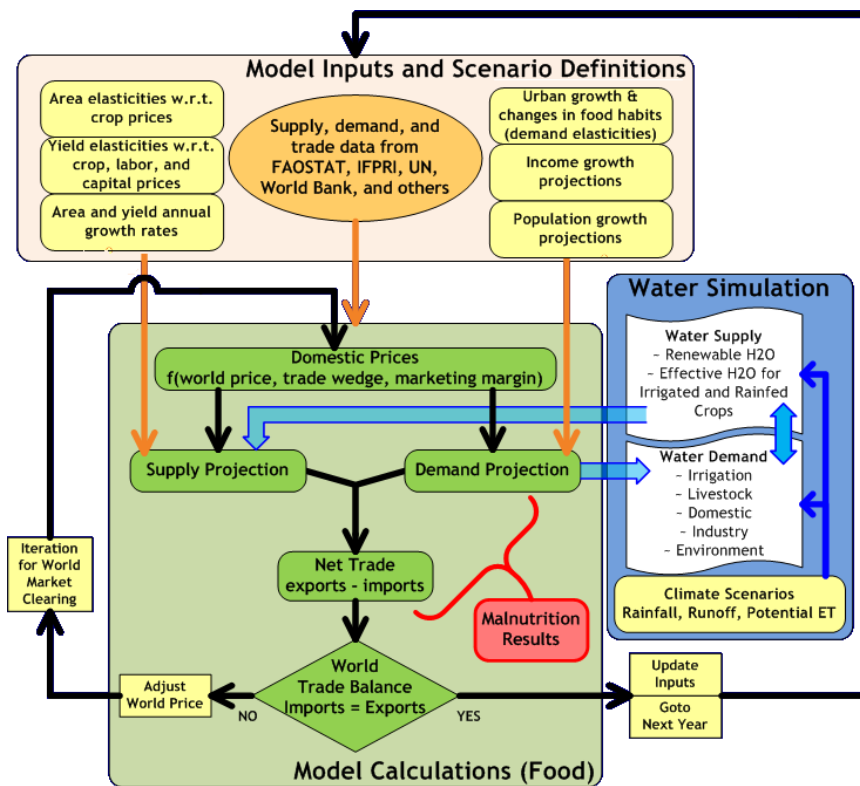 Model Inputs and Scenario Definitions
Area elasticities w.r.t.
crop prices
Yield elasticities w.r.t.
crop, labor, and
capital prices
Area and yield annual
growth rates
Supply, demand, and
trade data from
FAOSTAT, IFPRI, UN,
World Bank, and others
Urban growth &
changes in food habits
(demand elasticities)
Income growth
projections
Population growth
projections
Water Simulation
Water Supply
– Renewable H2O
– Effective H2O for
Irrigated and Rainfed
Crops
Water Demand
– Irrigation
– Livestock
– Domestic
– Industry
– Environment
Climate Scenarios
Rainfall, Runoff, Potential ET
Domestic Prices
f(world price, trade wedge, marketing margin)
Supply Projection
Demand Projection
Net Trade
exports - imports
Malnutrition
Results
World
Trade Balance
Imports = Exports
NO
YES
Adjust
World Price
Iteration
for World
Market
Clearing
Update
Inputs
Goto
Next Year
Model Calculations (Food)